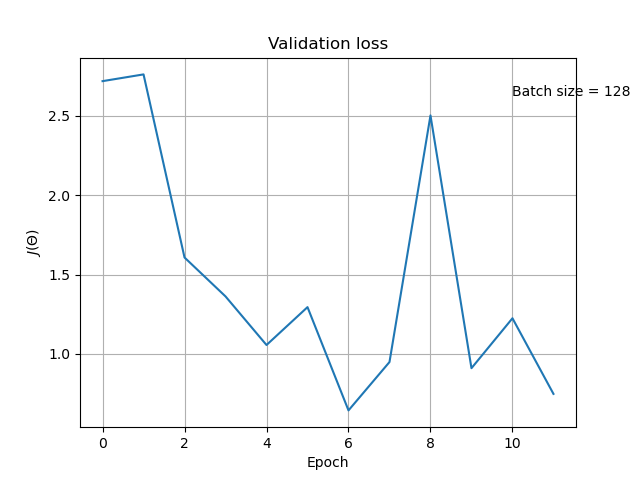 Validation loss
Batch size = 128
2.5
2.0
1.5
1.0
J(Θ)
0 2 4 6 8 10
Epoch